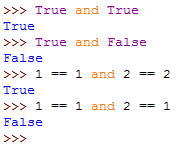 >>> True and True
True
>>> True and False
False
>>> 1 == 1 and 2 == 2
True
>>> 1 == 1 and 2 == 1
False
>>>